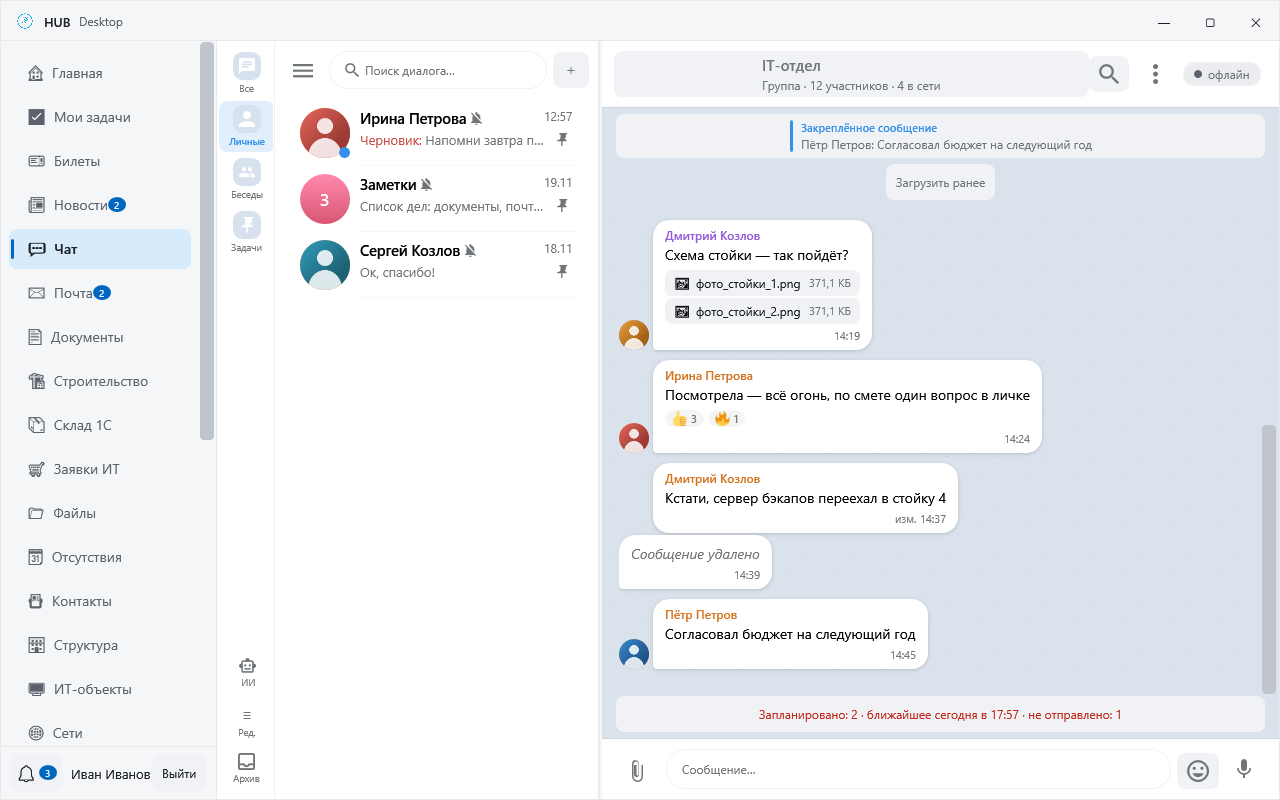 HUB Desktop
Главная
Мои задачи
Билеты
Новости 2
Чат
Почта 2
Документы
Строительство
Склад 1С
Заявки ИТ
Файлы
Отсутствия
Контакты
Структура
ИТ-объекты
Сети
3 Иван Иванов Выйти
Все
Личные
Беседы
Задачи
ИИ
Ред.
Архив
Поиск диалога...
+
Ирина Петрова 12:57
Черновик: Напомни завтра п...
З
Заметки 19.11
Список дел: документы, почт...
Сергей Козлов 18.11
Ок, спасибо!
IT-отдел
Группа · 12 участников · 4 в сети
офлайн
Закреплённое сообщение
Пётр Петров: Согласовал бюджет на следующий год
Загрузить ранее
Дмитрий Козлов
Схема стойки — так пойдёт?
фото_стойки_1.png 371,1 КБ
фото_стойки_2.png 371,1 КБ
14:19
Ирина Петрова
Посмотрела — всё огонь, по смете один вопрос в личке
👍 3 🔥 1
14:24
Дмитрий Козлов
Кстати, сервер бэкапов переехал в стойку 4
изм. 14:37
Сообщение удалено
14:39
Пётр Петров
Согласовал бюджет на следующий год
14:45
Запланировано: 2 · ближайшее сегодня в 17:57 · не отправлено: 1
Сообщение...